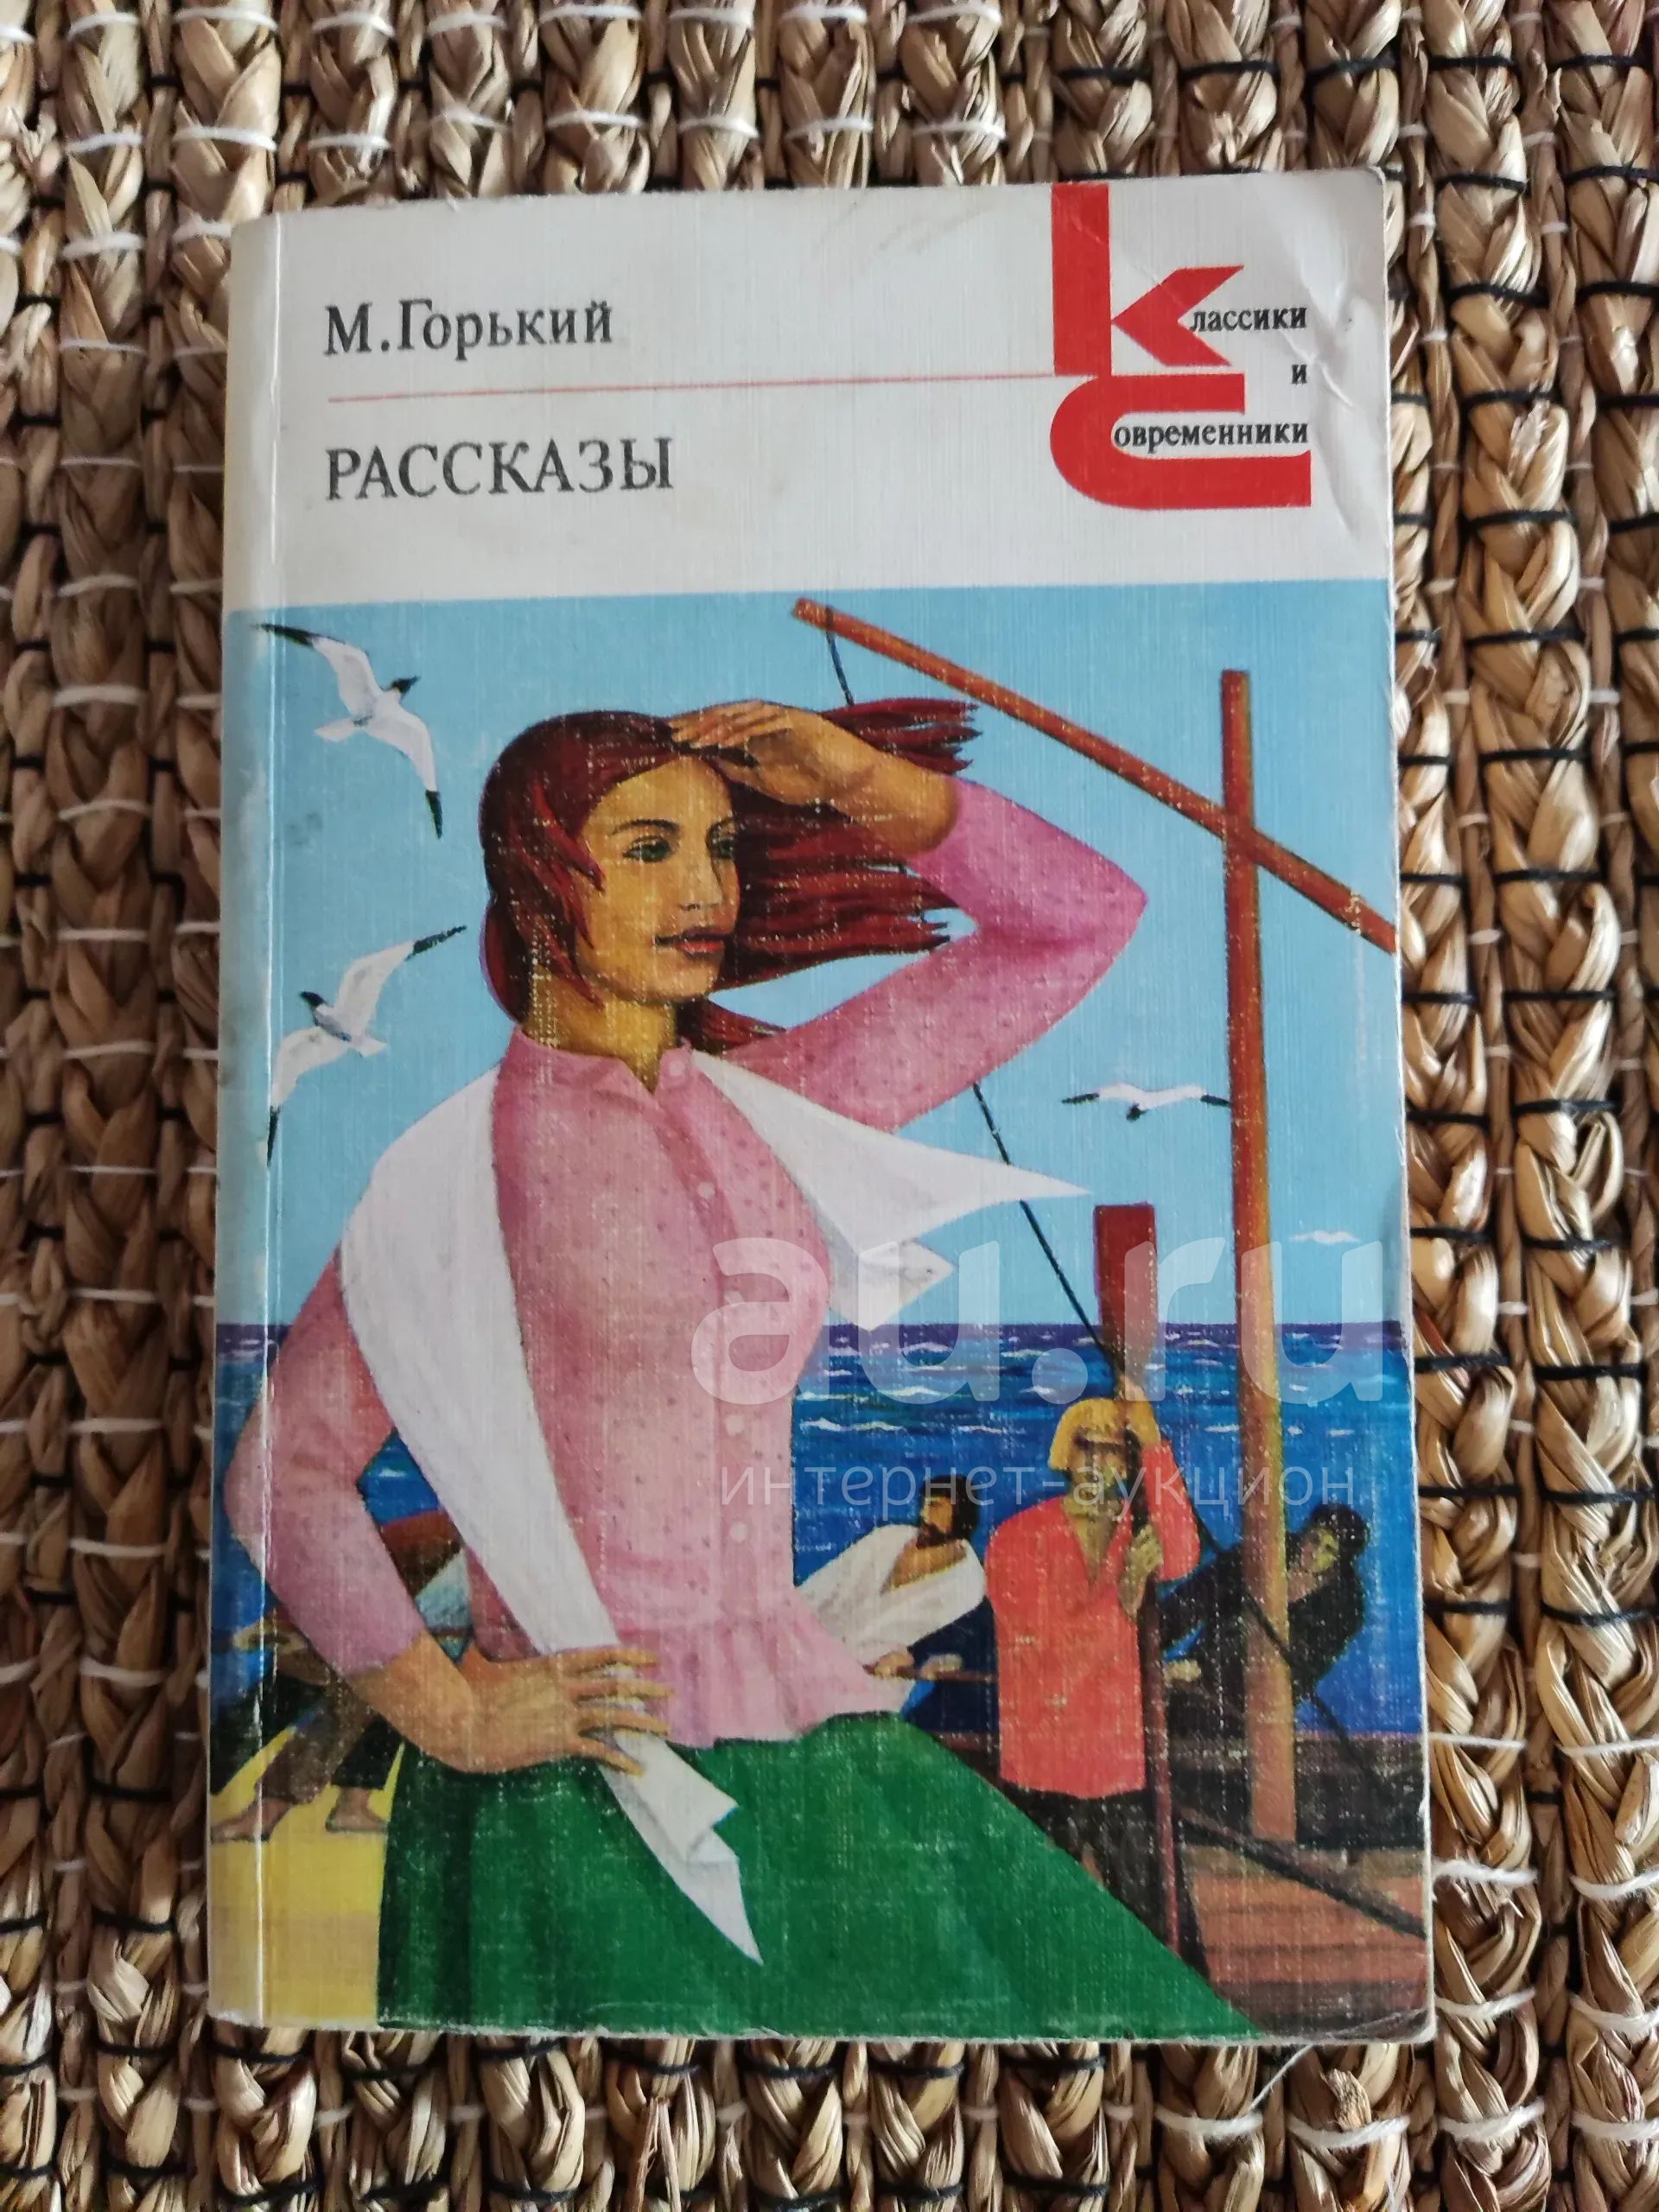 М.Горький
Классики
и
Современники
РАССКАЗЫ
au.ru
интернет-аукцион